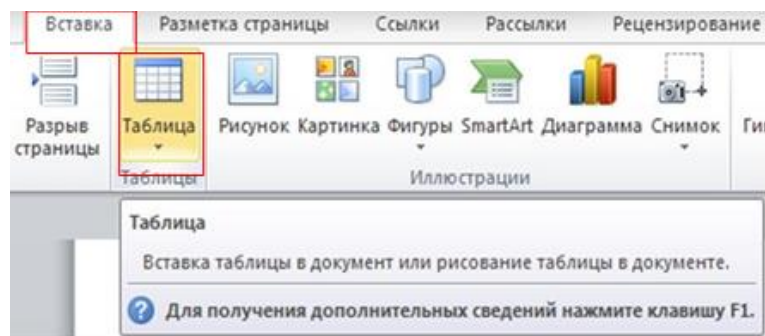 Вставка Разметка страницы Ссылки Рассылки Рецензирование
Разрыв страницы Таблица Рисунок Картинка Фигуры SmartArt Диаграмма Снимок
Таблицы Иллюстрации
Таблица
Вставка таблицы в документ или рисование таблицы в документе.
Для получения дополнительных сведений нажмите клавишу F1.